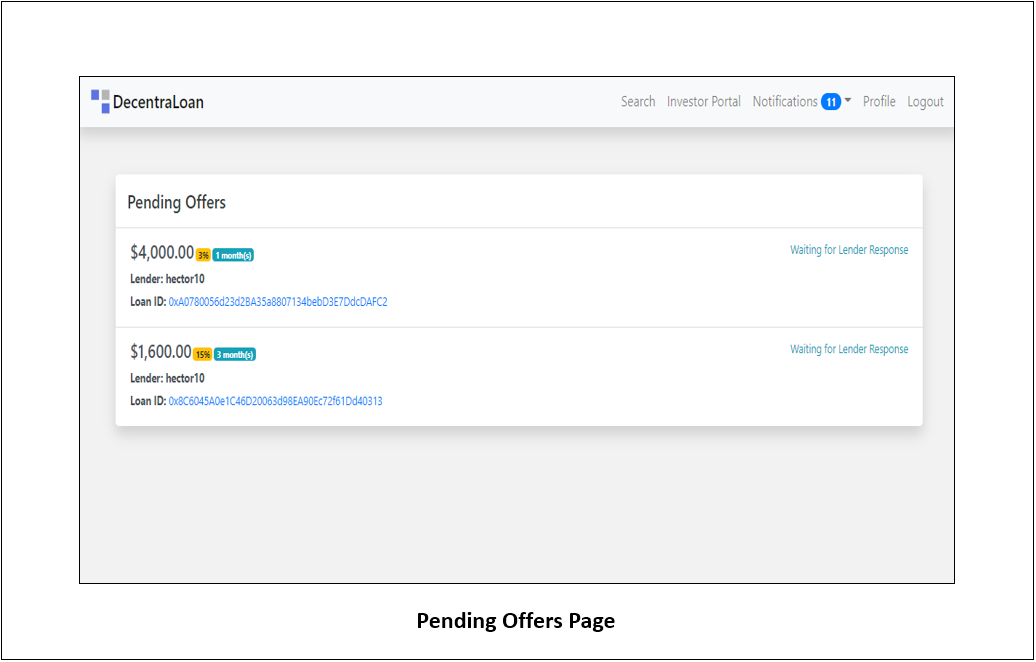 DecentraLoan
Search Investor Portal Notifications 11 Profile Logout
Pending Offers
$4,000.00 3% 1 month(s) Waiting for Lender Response
Lender: hector10
Loan ID: 0xA0780056d23d2BA35a8807134bebD3E7DdcDAFC2
$1,600.00 15% 3 month(s) Waiting for Lender Response
Lender: hector10
Loan ID: 0x8C6045A0e1C46D20063d98EA90Ec72f61Dd40313
Pending Offers Page